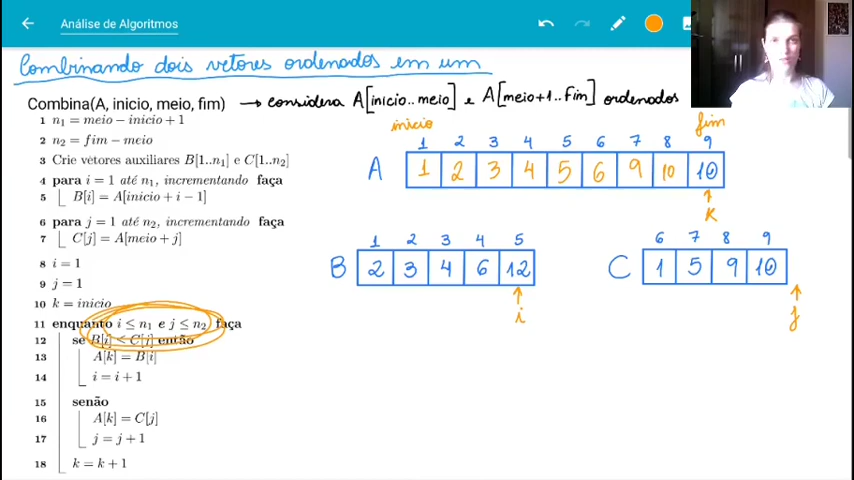 Análise de Algoritmos
Combinando dois vetores ordenados em um
Combina(A, inicio, meio, fim) → considera A[inicio..meio] e A[meio+1..fim] ordenados
1 n₁ = meio − inicio + 1
2 n₂ = fim − meio
3 Crie vetores auxiliares B[1..n₁] e C[1..n₂]
4 para i = 1 até n₁, incrementando faça
5 B[i] = A[inicio + i − 1]
6 para j = 1 até n₂, incrementando faça
7 C[j] = A[meio + j]
8 i = 1
9 j = 1
10 k = inicio
11 enquanto i ≤ n₁ e j ≤ n₂ faça
12 se B[i] ≤ C[j] então
13 A[k] = B[i]
14 i = i + 1
15 senão
16 A[k] = C[j]
17 j = j + 1
18 k = k + 1
inicio fim
1 2 3 4 5 6 7 8 9
A 1 2 3 4 5 6 9 10 10
k
1 2 3 4 5
B 2 3 4 6 12
i
6 7 8 9
C 1 5 9 10
j